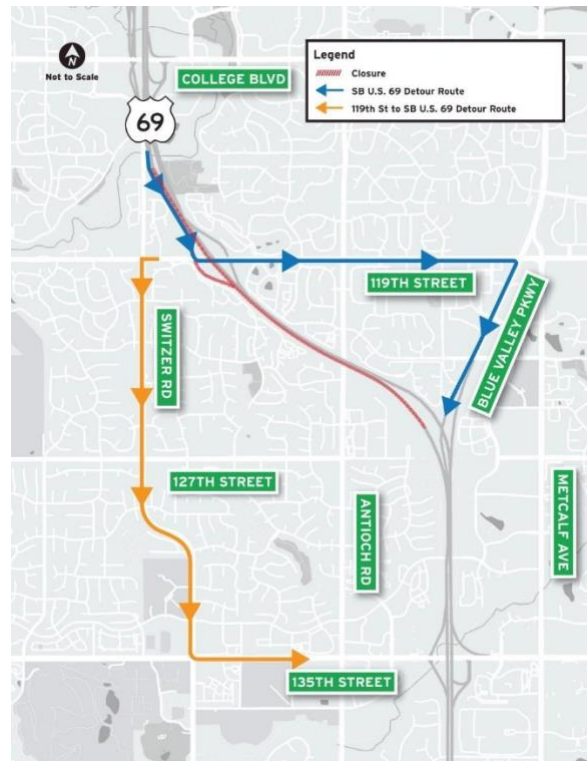 N
Not to Scale
COLLEGE BLVD
Legend
Closure
SB U.S. 69 Detour Route
119th St to SB U.S. 69 Detour Route
69
119TH STREET
BLUE VALLEY PKWY
SWITZER RD
127TH STREET
ANTIOCH RD
METCALF AVE
135TH STREET